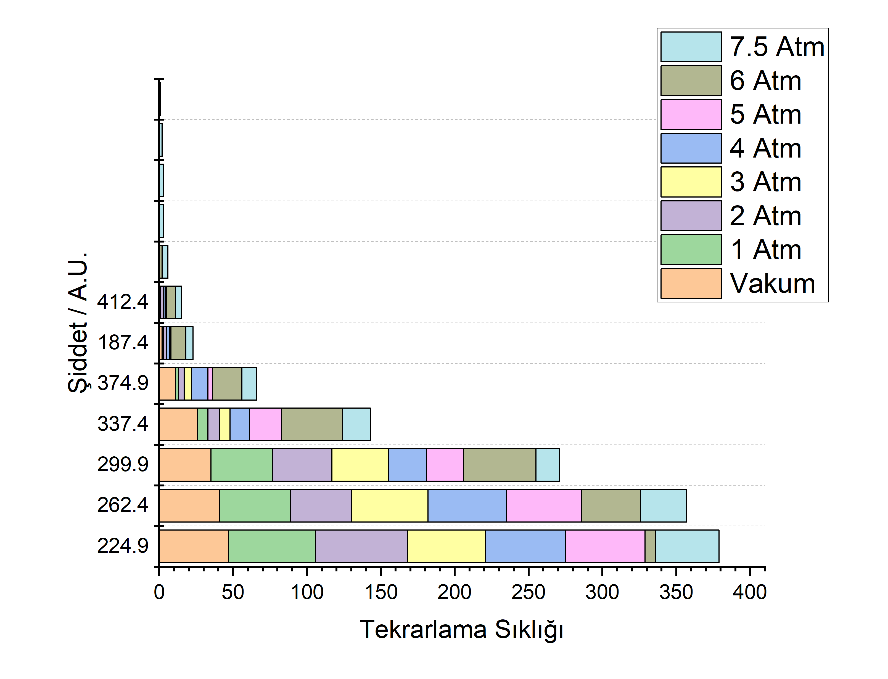 7.5 Atm
6 Atm
5 Atm
4 Atm
3 Atm
2 Atm
1 Atm
Vakum
Şiddet / A.U.
412.4
187.4
374.9
337.4
299.9
262.4
224.9
0 50 100 150 200 250 300 350 400
Tekrarlama Sıklığı